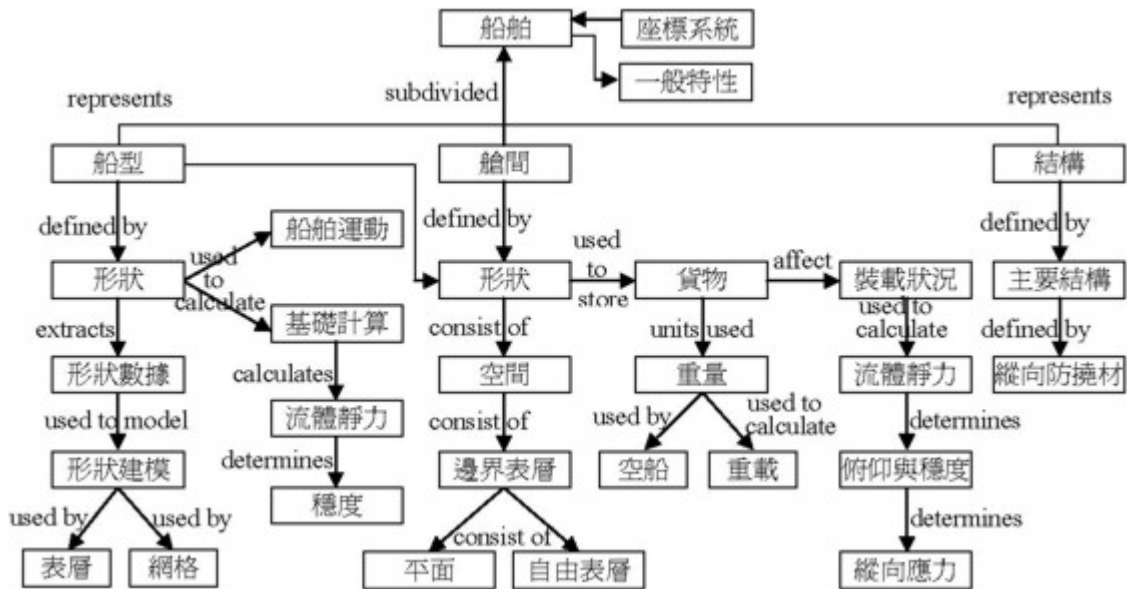 船舶
座標系統
一般特性
represents
subdivided
represents
船型
艙間
結構
defined by
defined by
defined by
船舶運動
used
to
calculate
used
to
store
affect
形狀
形狀
貨物
裝載狀況
主要結構
extracts
基礎計算
consist of
units used
used to
calculate
defined by
形狀數據
calculates
空間
重量
流體靜力
縱向防撓材
used to model
流體靜力
consist of
used by
used to
calculate
determines
形狀建模
determines
邊界表層
空船
重載
俯仰與穩度
used by
used by
穩度
consist of
determines
表層
網格
平面
自由表層
縱向應力